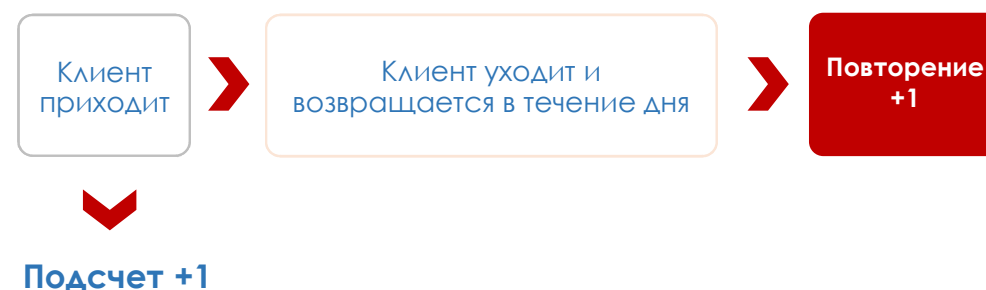 Клиент
приходит
Клиент уходит и
возвращается в течение дня
Повторение
+1
Подсчет +1